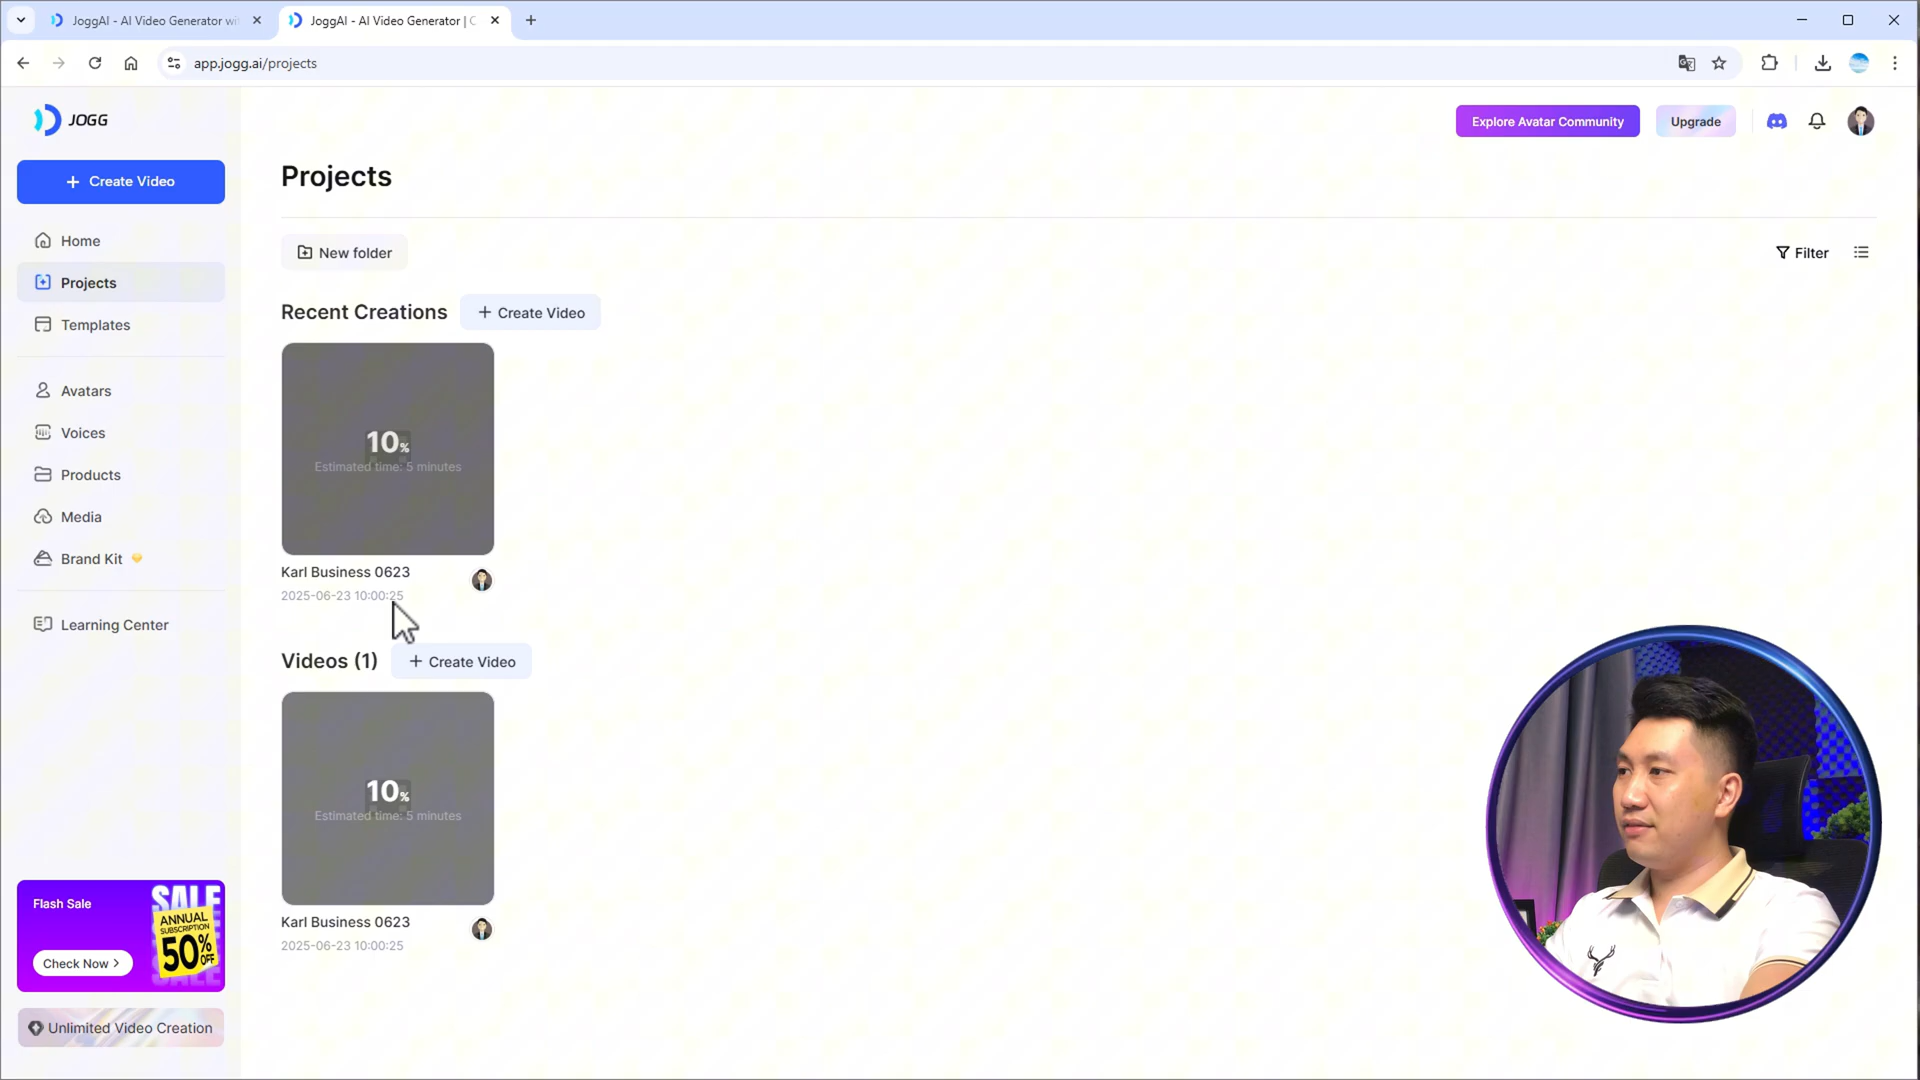 JoggAI - AI Video Generator wi
JoggAI - AI Video Generator | C
app.jogg.ai/projects
JOGG
Explore Avatar Community
Upgrade
+ Create Video
Projects
Home
New folder
Filter
Projects
Recent Creations
+ Create Video
Templates
Avatars
10%
Voices
Estimated time: 5 minutes
Products
Media
Brand Kit
Karl Business 0623
2025-06-23 10:00:25
Learning Center
Videos (1)
+ Create Video
10%
Estimated time: 5 minutes
Flash Sale
SALE
ANNUAL
SUBSCRIPTION
50%
OFF
Check Now >
Karl Business 0623
2025-06-23 10:00:25
Unlimited Video Creation